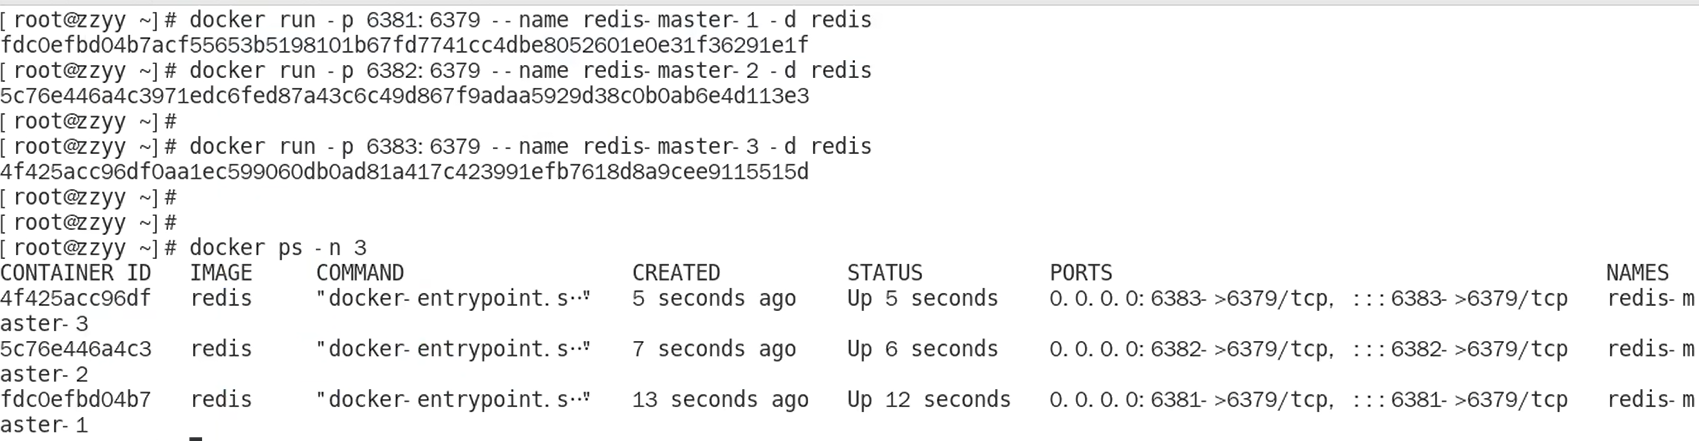 [root@zzyy ~]# docker run -p 6381:6379 --name redis-master-1 -d redis
fdc0efbd04b7acf55653b5198101b67fd7741cc4dbe8052601e0e31f36291e1f
[root@zzyy ~]# docker run -p 6382:6379 --name redis-master-2 -d redis
5c76e446a4c3971edc6fed87a43c6c49d867f9adaa5929d38c0b0ab6e4d113e3
[root@zzyy ~]#
[root@zzyy ~]# docker run -p 6383:6379 --name redis-master-3 -d redis
4f425acc96df0aa1ec599060db0ad81a417c423991efb7618d8a9cee9115515d
[root@zzyy ~]#
[root@zzyy ~]#
[root@zzyy ~]# docker ps -n 3
CONTAINER ID   IMAGE     COMMAND                  CREATED          STATUS          PORTS                                       NAMES
4f425acc96df   redis     "docker-entrypoint.s…"   5 seconds ago    Up 5 seconds    0.0.0.0:6383->6379/tcp, :::6383->6379/tcp   redis-m
aster-3
5c76e446a4c3   redis     "docker-entrypoint.s…"   7 seconds ago    Up 6 seconds    0.0.0.0:6382->6379/tcp, :::6382->6379/tcp   redis-m
aster-2
fdc0efbd04b7   redis     "docker-entrypoint.s…"   13 seconds ago   Up 12 seconds   0.0.0.0:6381->6379/tcp, :::6381->6379/tcp   redis-m
aster-1